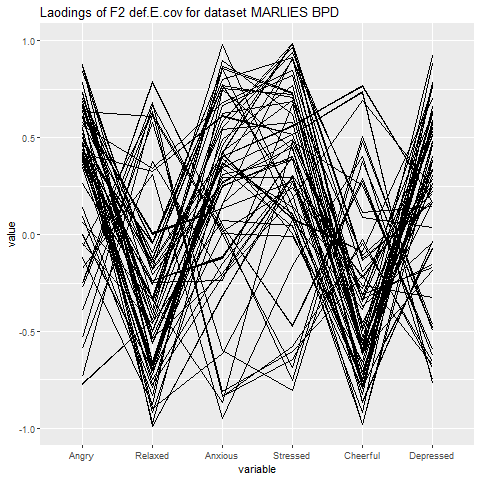 Laodings of F2 def.E.cov for dataset MARLIES BPD
1.0
0.5
0.0
-0.5
-1.0
value
Angry Relaxed Anxious Stressed Cheerful Depressed
variable